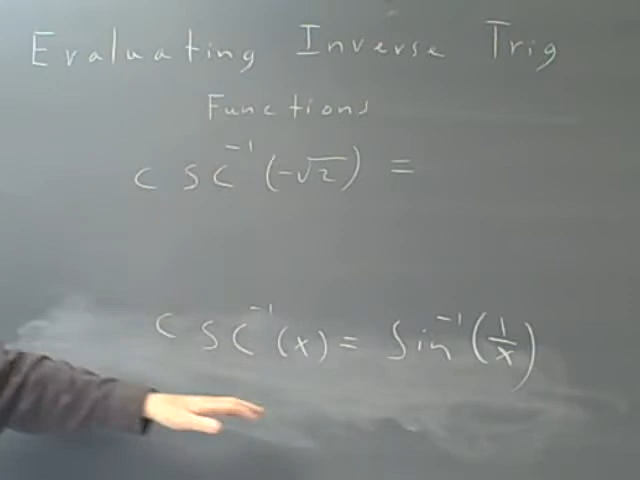 Evaluating Inverse Trig
Functions
csc⁻¹(-√2) =
csc⁻¹(x) = Sin⁻¹(1/x)